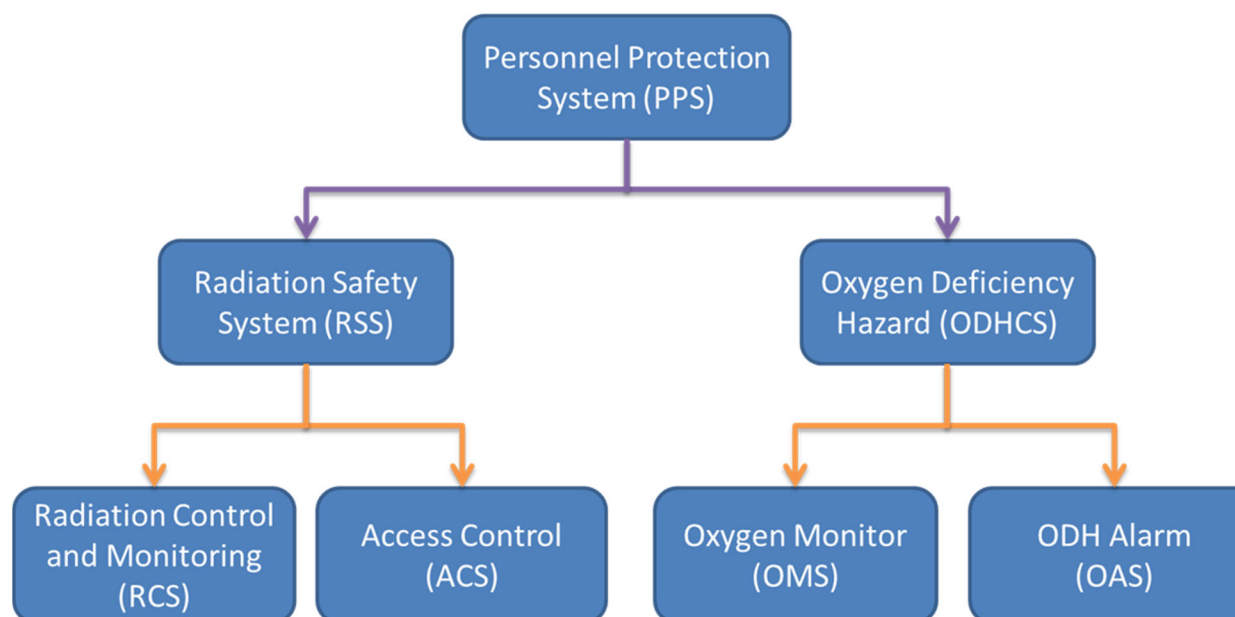 Personnel Protection
System (PPS)
Radiation Safety
System (RSS)
Oxygen Deficiency
Hazard (ODHCS)
Radiation Control
and Monitoring
(RCS)
Access Control
(ACS)
Oxygen Monitor
(OMS)
ODH Alarm
(OAS)